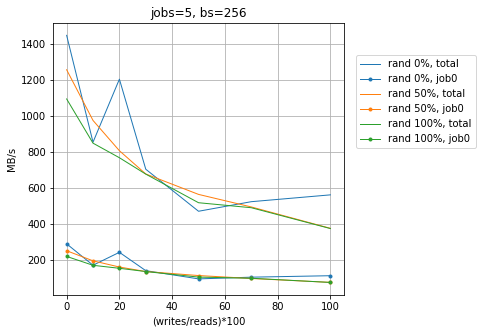 jobs=5, bs=256
MB/s
1400
1200
1000
800
600
400
200
0
20
40
60
80
100
(writes/reads)*100
rand 0%, total
rand 0%, job0
rand 50%, total
rand 50%, job0
rand 100%, total
rand 100%, job0